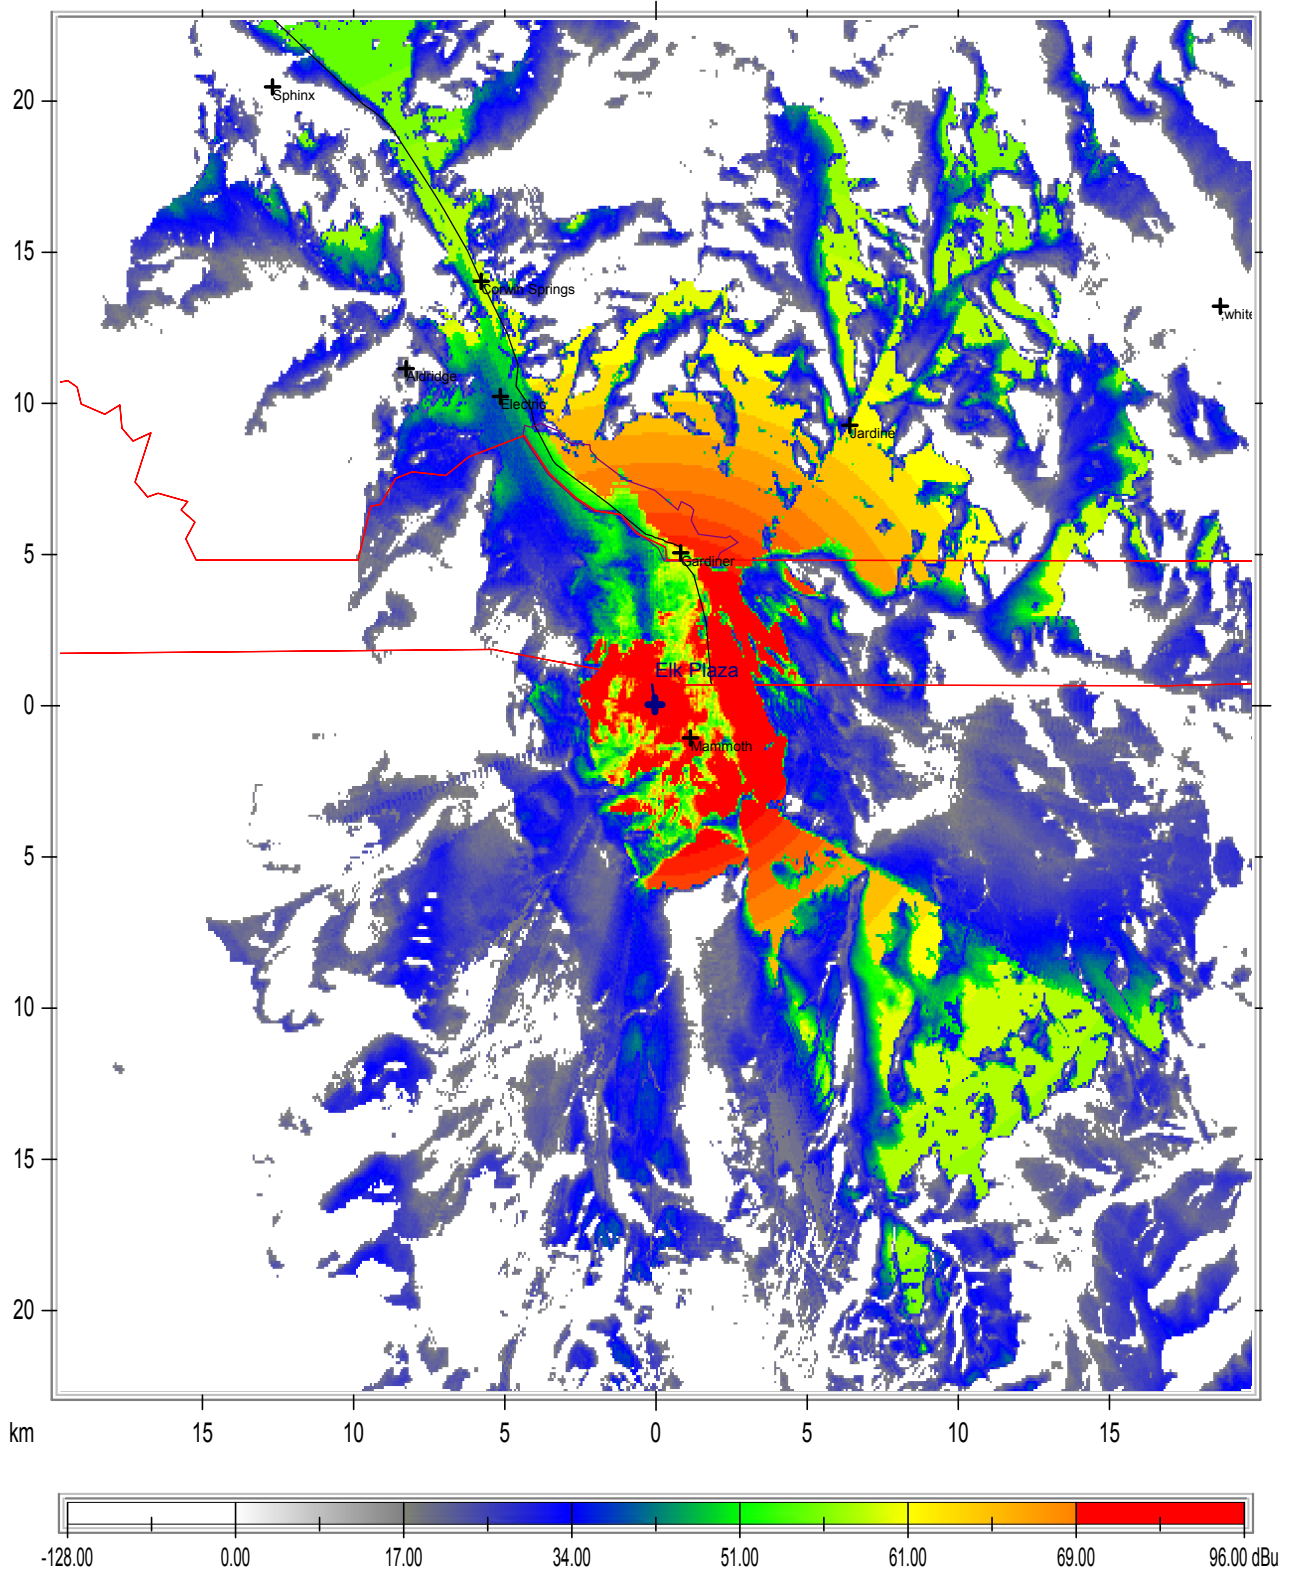 20
Sphinx
15
Corwin Springs
,white
Aldridge
10
Electric
Jardine
5
Gardiner
Elk Plaza
0
Mammoth
5
10
15
20
km 15 10 5 0 5 10 15
-128.00 0.00 17.00 34.00 51.00 61.00 69.00 96.00 dBu